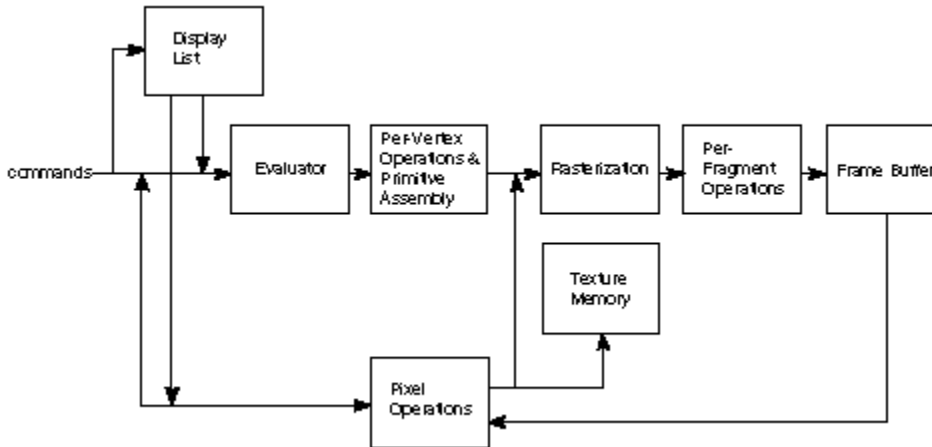 Display
List
commands
Evaluator
Per-Vertex
Operations &
Primitive
Assembly
Rasterization
Per-
Fragment
Operations
Frame Buffer
Texture
Memory
Pixel
Operations